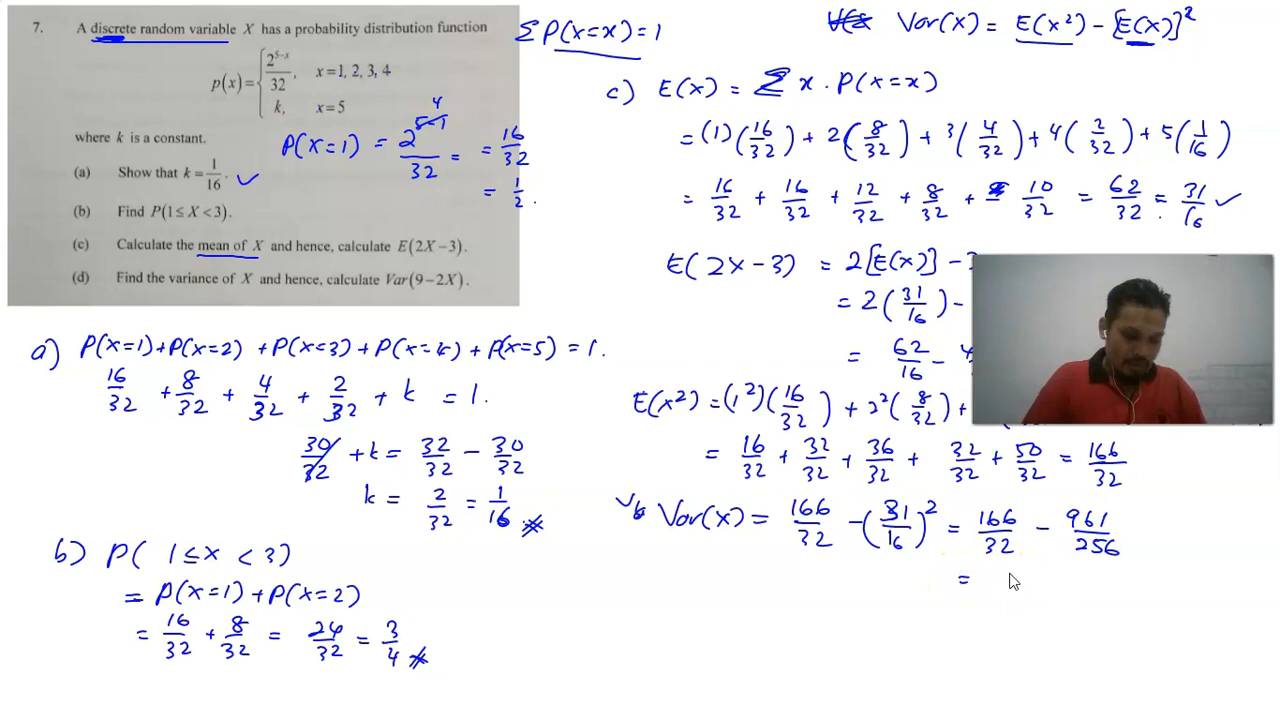 7. A discrete random variable X has a probability distribution function
p(x) = { 2^(5-x)/32, x=1, 2, 3, 4
k, x=5
where k is a constant.
(a) Show that k = 1/16.
(b) Find P(1 ≤ X < 3).
(c) Calculate the mean of X and hence, calculate E(2X−3).
(d) Find the variance of X and hence, calculate Var(9−2X).
Σ P(X=x) = 1
P(X=1) = 2^(5-1)/32 = = 16/32
4
= 1/2.
a) P(X=1)+P(X=2) +P(X=3)+P(X=4)+P(X=5) = 1.
16/32 + 8/32 + 4/32 + 2/32 + k = 1.
30/32 + k = 32/32 − 30/32
k = 2/32 = 1/16
b) P( 1 ≤ X < 3)
= P(X=1)+P(X=2)
= 16/32 + 8/32 = 24/32 = 3/4
Var(X) = E(X²) − [E(X)]²
c) E(X) = Σ x . P(X=x)
= (1)(16/32) + 2(8/32) + 3(4/32) + 4(2/32) + 5(1/16)
= 16/32 + 16/32 + 12/32 + 8/32 + 10/32 = 62/32 = 31/16
E(2X−3) = 2[E(X)] −
= 2(31/16) −
= 62/16 −
E(X²) = (1²)(16/32) + 2²(8/32) +
= 16/32 + 32/32 + 36/32 + 32/32 + 50/32 = 166/32
Var(X) = 166/32 − (31/16)² = 166/32 − 961/256
=